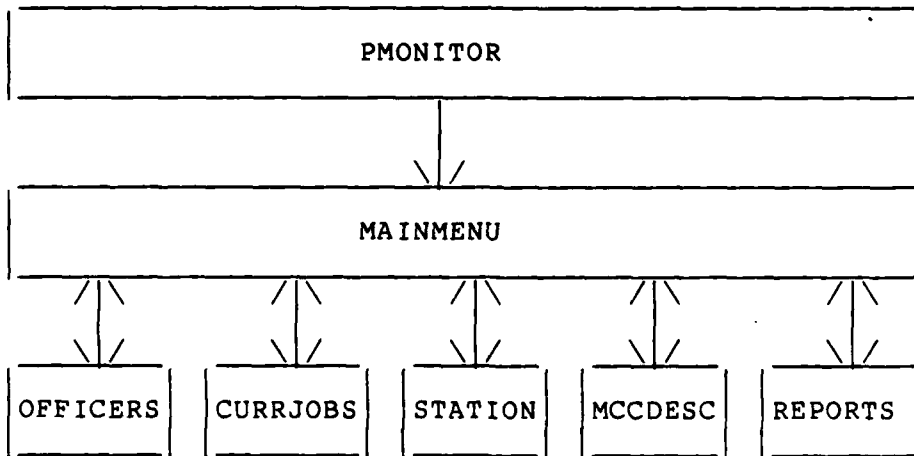 PMONITOR
MAINMENU
OFFICERS CURRJOBS STATION MCCDESC REPORTS